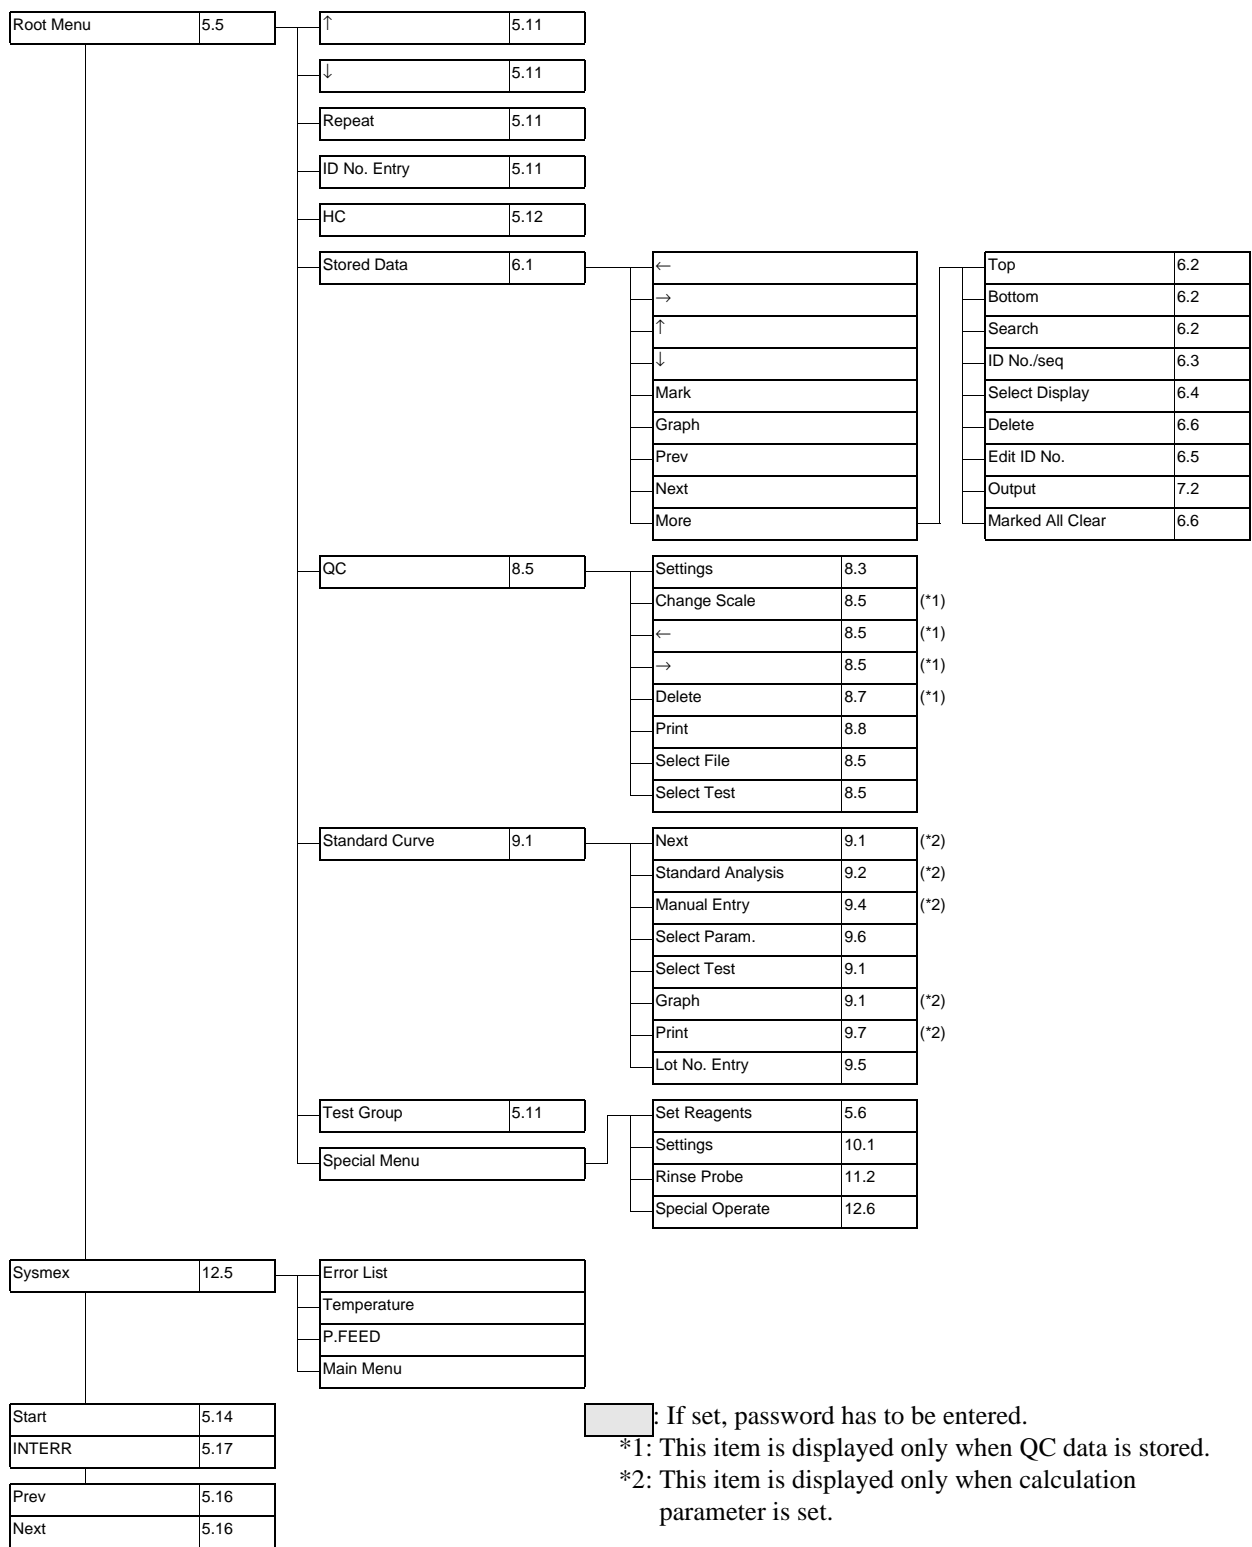 Root Menu 5.5
↑ 5.11
↓ 5.11
Repeat 5.11
ID No. Entry 5.11
HC 5.12
Stored Data 6.1
←
→
↑
↓
Mark
Graph
Prev
Next
More
Top 6.2
Bottom 6.2
Search 6.2
ID No./seq 6.3
Select Display 6.4
Delete 6.6
Edit ID No. 6.5
Output 7.2
Marked All Clear 6.6
QC 8.5
Settings 8.3
Change Scale 8.5 (*1)
← 8.5 (*1)
→ 8.5 (*1)
Delete 8.7 (*1)
Print 8.8
Select File 8.5
Select Test 8.5
Standard Curve 9.1
Next 9.1 (*2)
Standard Analysis 9.2 (*2)
Manual Entry 9.4 (*2)
Select Param. 9.6
Select Test 9.1
Graph 9.1 (*2)
Print 9.7 (*2)
Lot No. Entry 9.5
Test Group 5.11
Special Menu
Set Reagents 5.6
Settings 10.1
Rinse Probe 11.2
Special Operate 12.6
Sysmex 12.5
Error List
Temperature
P.FEED
Main Menu
Start 5.14
INTERR 5.17
Prev 5.16
Next 5.16
: If set, password has to be entered.
*1: This item is displayed only when QC data is stored.
*2: This item is displayed only when calculation
parameter is set.